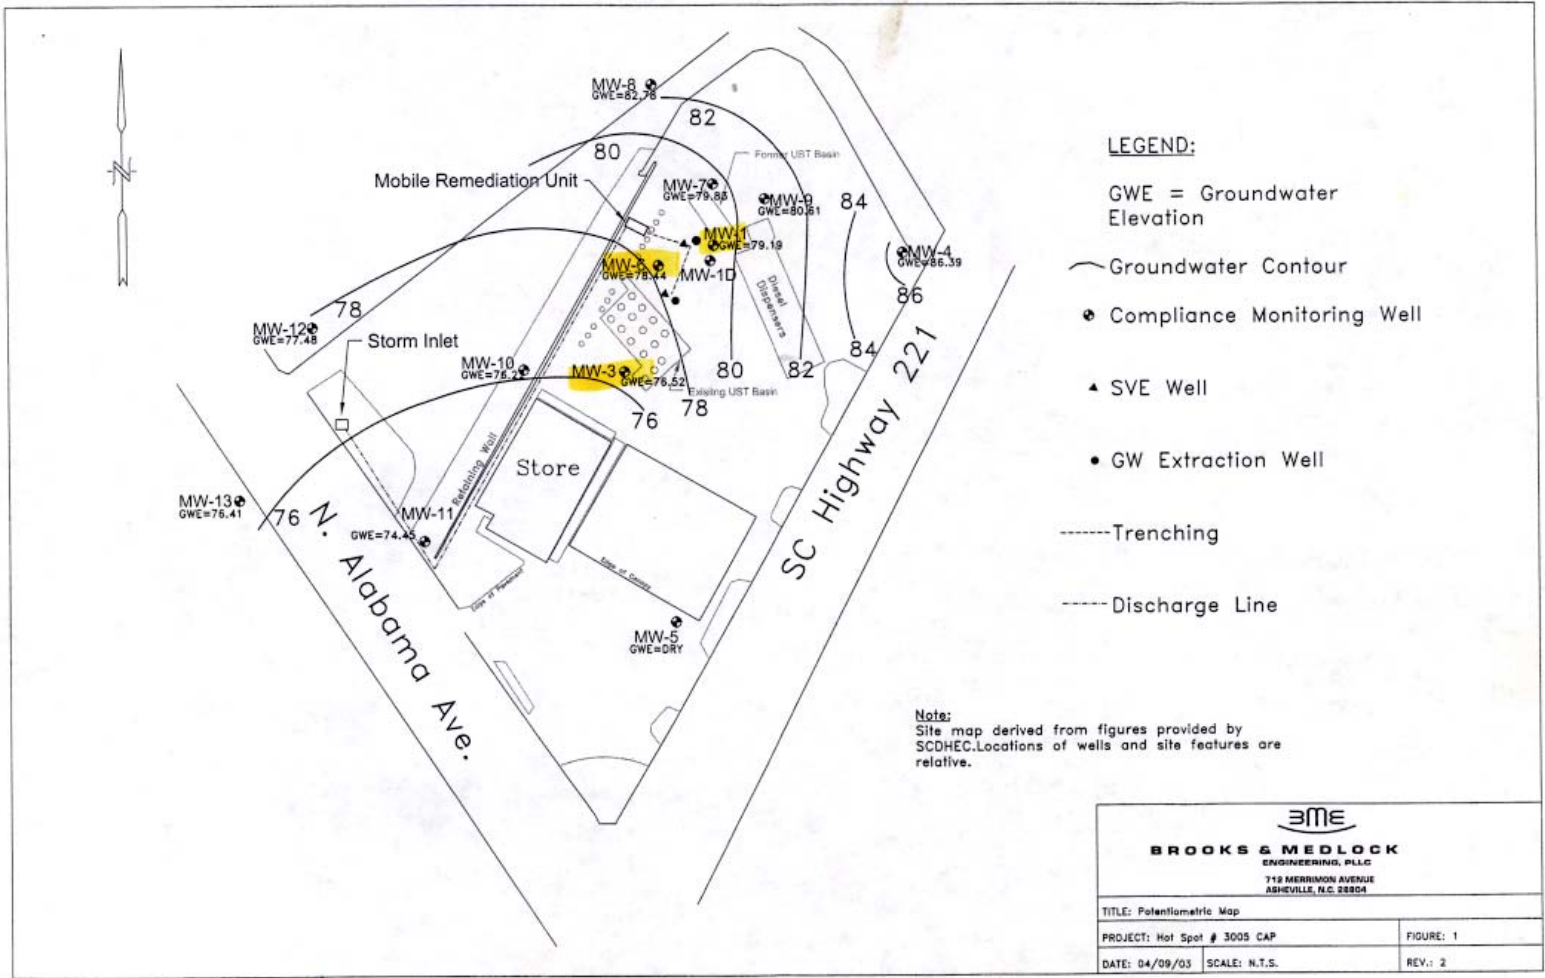 MW-8
GWE=82.76
82
80
Former UST Basin
Mobile Remediation Unit
MW-7
GWE=79.83
MW-9
GWE=80.61
84
MW-1
GWE=79.19
MW-4
GWE=86.39
MW-6
GWE=78.44
MW-1D
Diesel
Dispensers
86
78
MW-12
GWE=77.48
Storm Inlet
MW-10
MW-3
GWE=76.52
80
82
84
Existing UST Basin
76
78
Retaining Wall
Store
SC Highway 221
MW-13
GWE=76.41
76
N. Alabama Ave.
MW-11
GWE=74.45
Edge of Pavement
Edge of Canopy
MW-5
GWE=DRY
LEGEND:
GWE = Groundwater
Elevation
Groundwater Contour
Compliance Monitoring Well
SVE Well
GW Extraction Well
Trenching
Discharge Line
Note:
Site map derived from figures provided by
SCDHEC.Locations of wells and site features are
relative.
BME
BROOKS & MEDLOCK
ENGINEERING, PLLC
712 MERRIMON AVENUE
ASHEVILLE, N.C. 28804
TITLE: Potentiometric Map
PROJECT: Hot Spot # 3005 CAP
FIGURE: 1
DATE: 04/09/03
SCALE: N.T.S.
REV.: 2
N